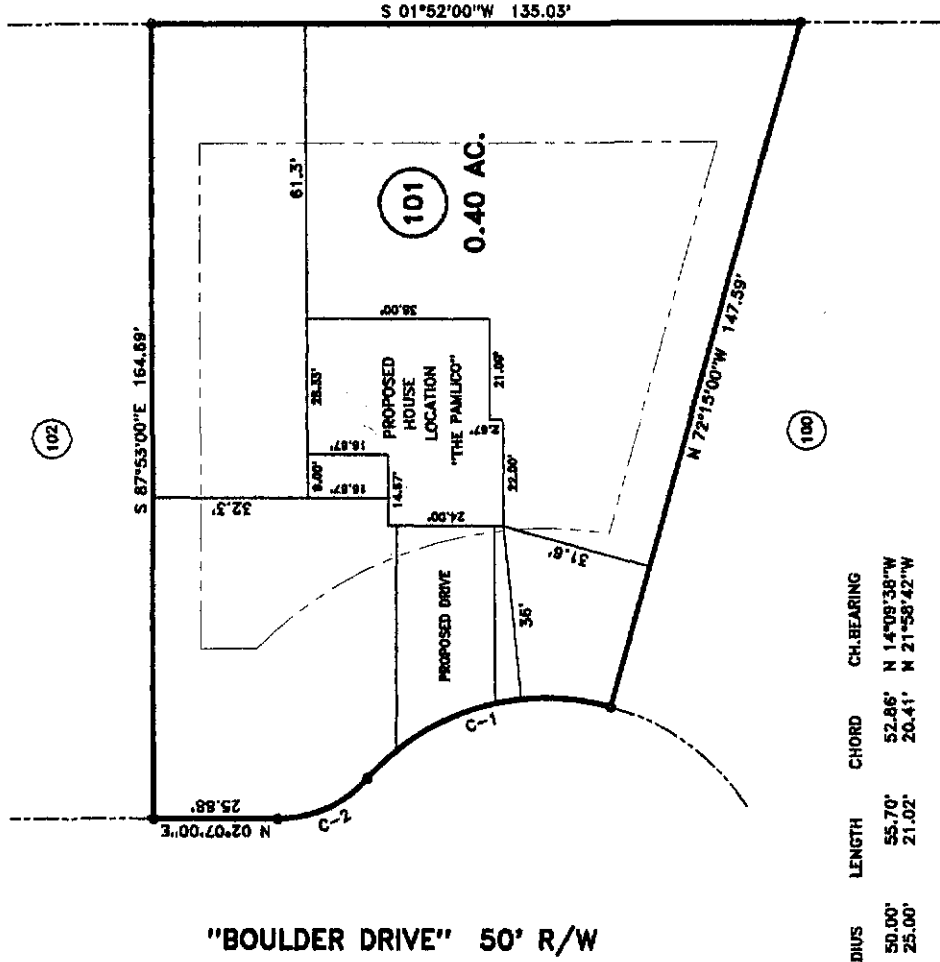 S 01°52'00"W 135.03'
61.3'
101
0.40 AC.
S 87°53'00"E 164.69'
102
38.00'
28.33'
PROPOSED
HOUSE
LOCATION
"THE PAMLICO"
21.09'
2.67'
16.67'
9.00'
16.67'
14.67'
22.00'
24.00'
32.3'
N 72°15'00"W 147.59'
100
31.6'
36'
PROPOSED DRIVE
C-1
C-2
25.88'
N 02°07'00"E
"BOULDER DRIVE" 50' R/W
DIUS LENGTH CHORD CH.BEARING
50.00' 55.70' 52.86' N 14°09'38"W
25.00' 21.02' 20.41' N 21°58'42"W